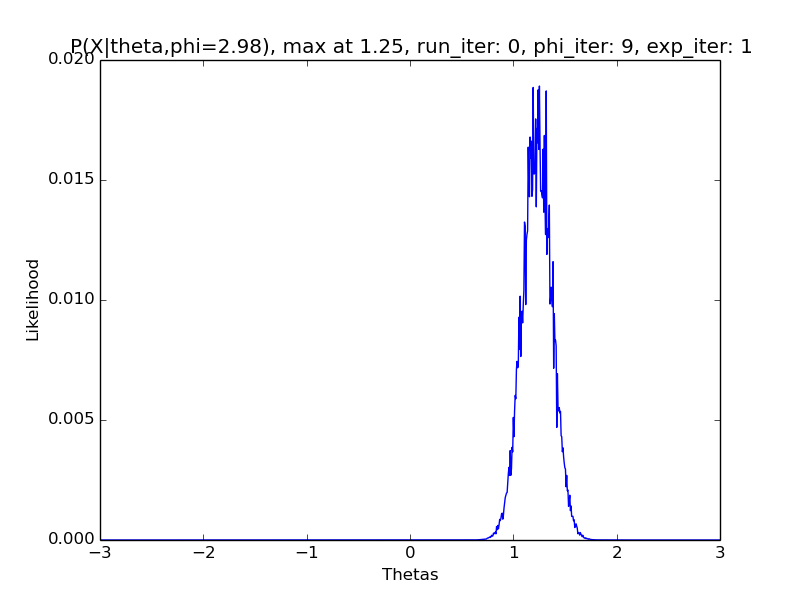 P(X|theta,phi=2.98), max at 1.25, run_iter: 0, phi_iter: 9, exp_iter: 1
0.020
0.015
0.010
0.005
0.000
Likelihood
−3 −2 −1 0 1 2 3
Thetas